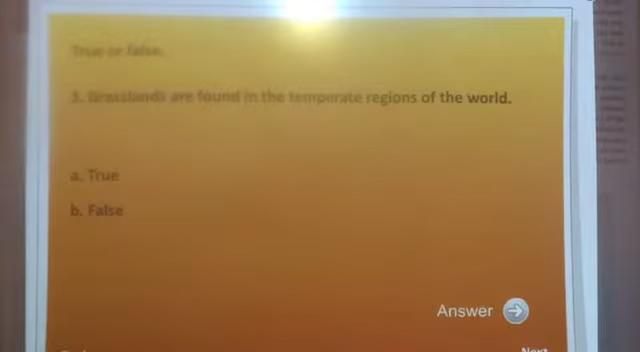 True or false.
3. Grasslands are found in the temperate regions of the world.
a. True
b. False
Answer
Next